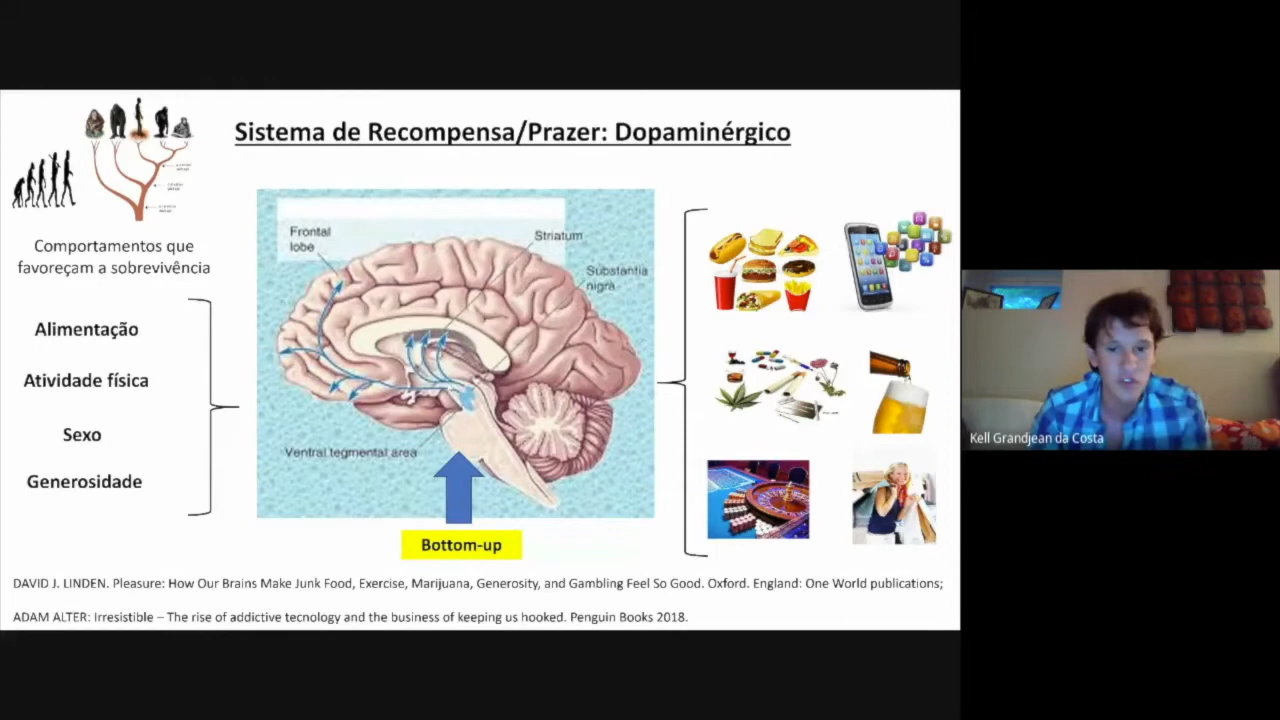 Sistema de Recompensa/Prazer: Dopaminérgico
Comportamentos que
favoreçam a sobrevivência
Alimentação
Atividade física
Sexo
Generosidade
Frontal
lobe
Striatum
Substantia
nigra
Ventral tegmental area
Bottom-up
DAVID J. LINDEN. Pleasure: How Our Brains Make Junk Food, Exercise, Marijuana, Generosity, and Gambling Feel So Good. Oxford. England: One World publications;
ADAM ALTER: Irresistible – The rise of addictive tecnology and the business of keeping us hooked. Penguin Books 2018.
Kell Grandjean da Costa